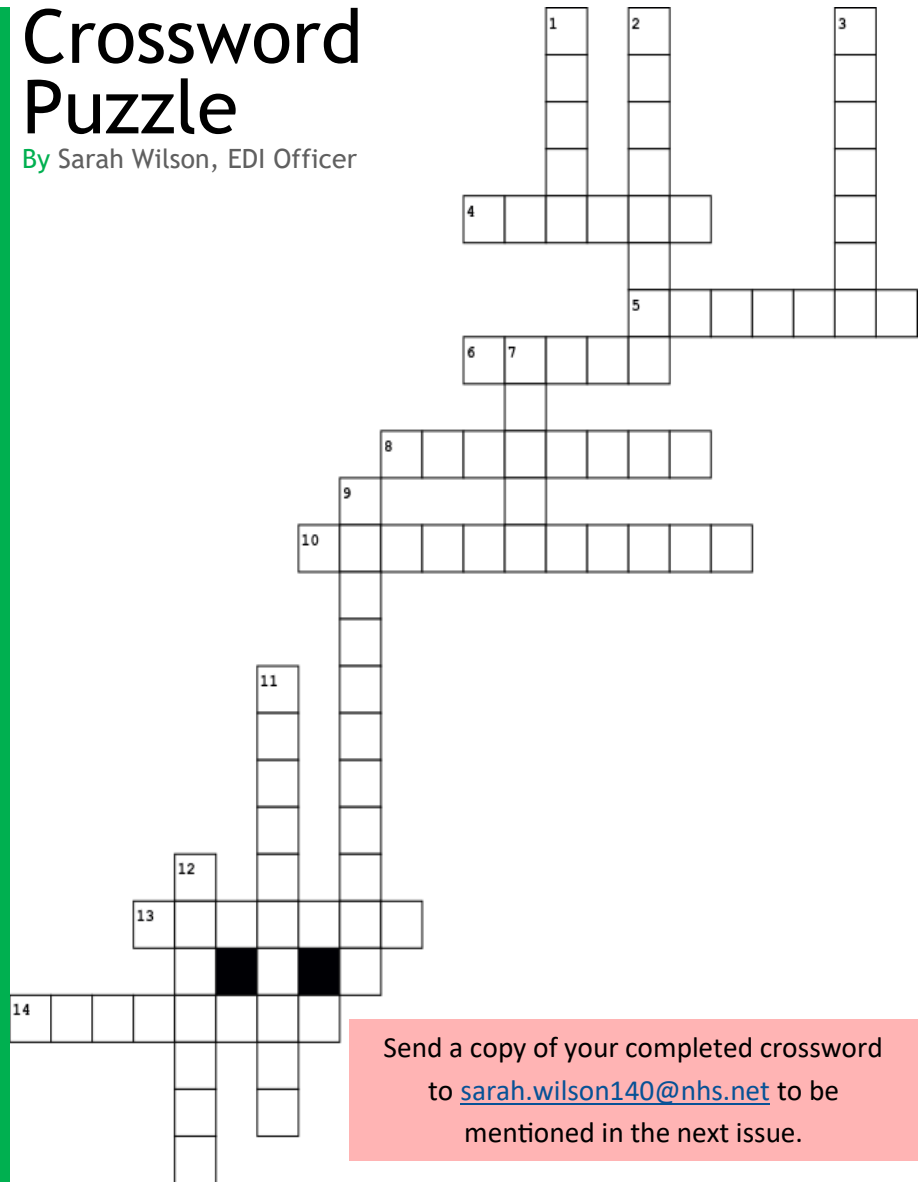 Crossword
Puzzle
By Sarah Wilson, EDI Officer
1
2
3
4
5
6
7
8
9
10
11
12
13
14
Send a copy of your completed crossword
to sarah.wilson140@nhs.net to be
mentioned in the next issue.